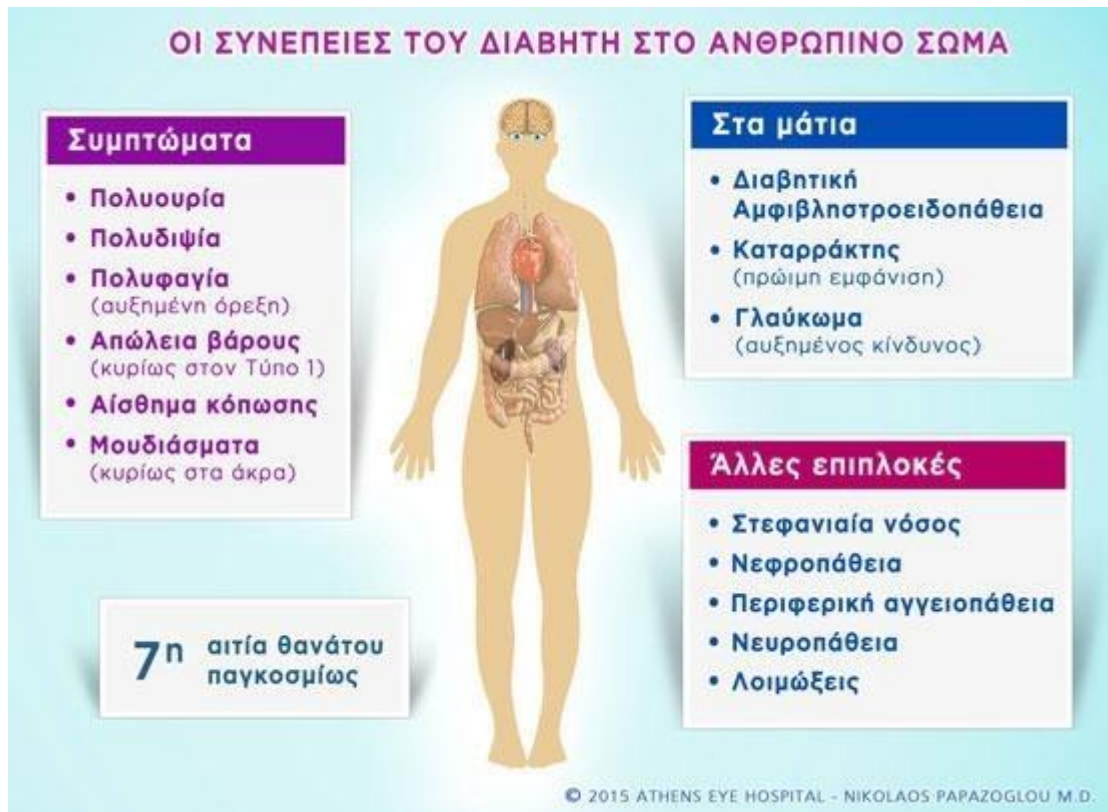 ΟΙ ΣΥΝΕΠΕΙΕΣ ΤΟΥ ΔΙΑΒΗΤΗ ΣΤΟ ΑΝΘΡΩΠΙΝΟ ΣΩΜΑ
Συμπτώματα
• Πολυουρία
• Πολυδιψία
• Πολυφαγία
(αυξημένη όρεξη)
• Απώλεια βάρους
(κυρίως στον Τύπο 1)
• Αίσθημα κόπωσης
• Μουδιάσματα
(κυρίως στα άκρα)
7η αιτία θανάτου
παγκοσμίως
Στα μάτια
• Διαβητική
Αμφιβληστροειδοπάθεια
• Καταρράκτης
(πρώιμη εμφάνιση)
• Γλαύκωμα
(αυξημένος κίνδυνος)
Άλλες επιπλοκές
• Στεφανιαία νόσος
• Νεφροπάθεια
• Περιφερική αγγειοπάθεια
• Νευροπάθεια
• Λοιμώξεις
© 2015 ATHENS EYE HOSPITAL - NIKOLAOS PAPAZOGLOU M.D.